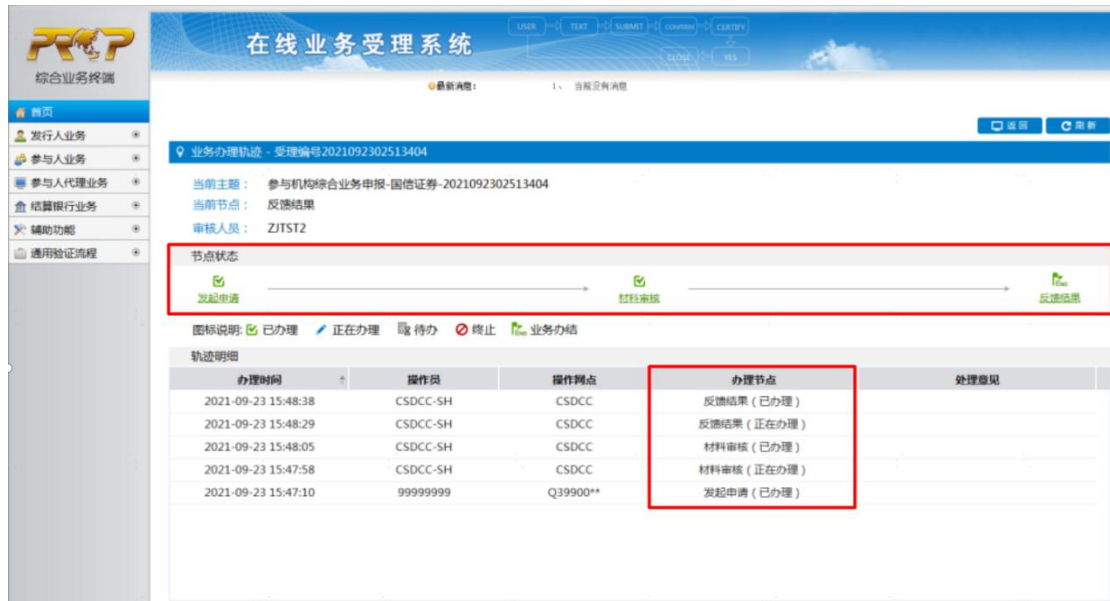 PROP
综合业务终端
在线业务受理系统
USER TEXT SUBMIT CONFIRM CERTIFY
CLOSE YES
最新消息： 1、 当前没有消息
首页
发行人业务
参与人业务
参与人代理业务
结算银行业务
辅助功能
通用验证流程
返回 刷新
业务办理轨迹 - 受理编号2021092302513404
当前主题： 参与机构综合业务申报-国信证券-2021092302513404
当前节点： 反馈结果
审核人员： ZJTST2
节点状态
发起申请 材料审核 反馈结果
图标说明: 已办理 正在办理 待办 终止 业务办结
轨迹明细
办理时间 操作员 操作网点 办理节点 处理意见
2021-09-23 15:48:38 CSDCC-SH CSDCC 反馈结果 ( 已办理 )
2021-09-23 15:48:29 CSDCC-SH CSDCC 反馈结果 ( 正在办理 )
2021-09-23 15:48:05 CSDCC-SH CSDCC 材料审核 ( 已办理 )
2021-09-23 15:47:58 CSDCC-SH CSDCC 材料审核 ( 正在办理 )
2021-09-23 15:47:10 99999999 Q39900** 发起申请 ( 已办理 )